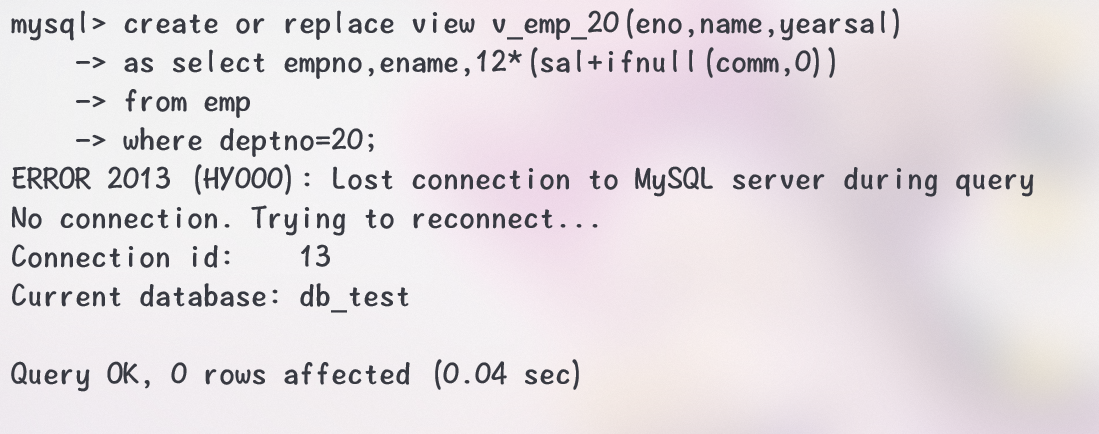 mysql> create or replace view v_emp_20(eno,name,yearsal)
    -> as select empno,ename,12*(sal+ifnull(comm,0))
    -> from emp
    -> where deptno=20;
ERROR 2013 (HY000): Lost connection to MySQL server during query
No connection. Trying to reconnect...
Connection id:    13
Current database: db_test

Query OK, 0 rows affected (0.04 sec)